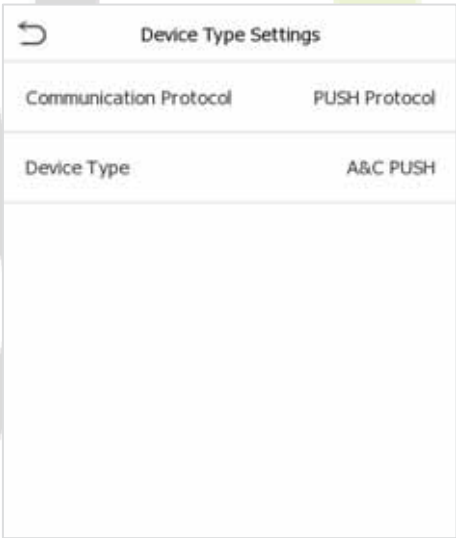 Device Type Settings
Communication Protocol PUSH Protocol
Device Type A&C PUSH